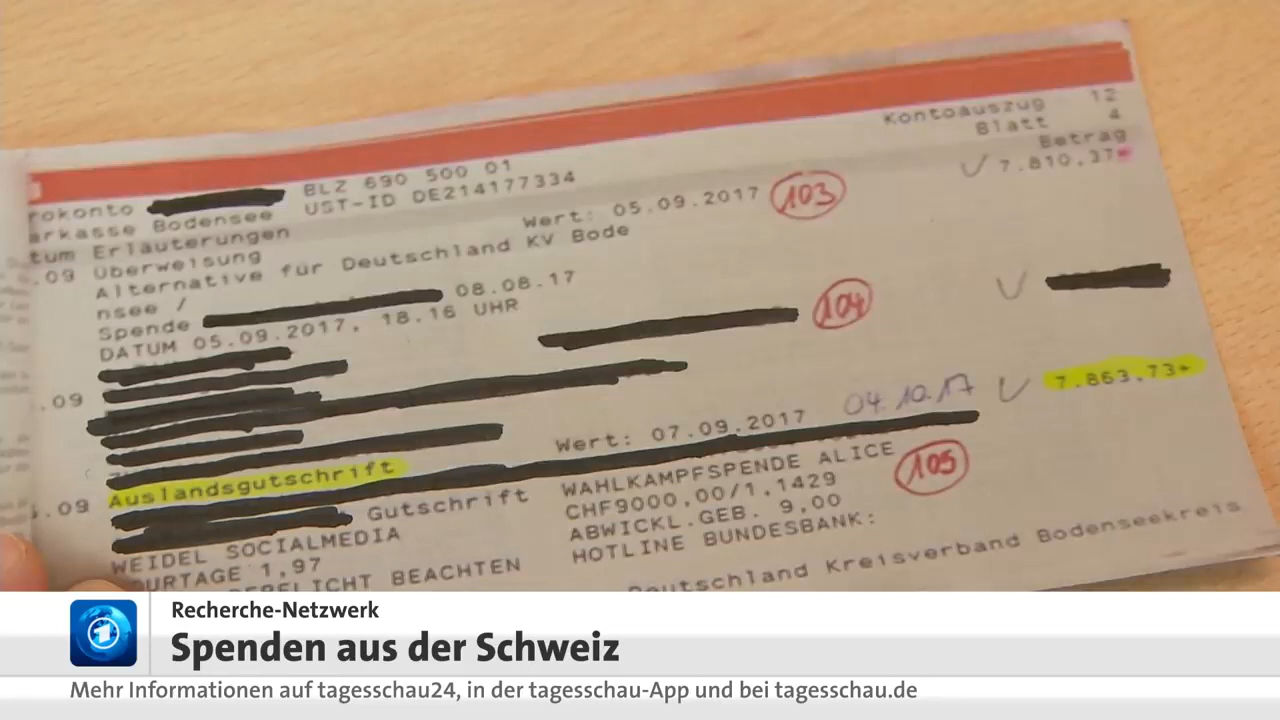 Kontoauszug 12
Blatt 4
Betrag
rokonto BLZ 690 500 01
arkasse Bodensee UST-ID DE214177334
tum Erläuterungen
.09 Überweisung Wert: 05.09.2017 103 7.810,37-
Alternative für Deutschland KV Bode
nsee /
Spende 08.08.17
DATUM 05.09.2017, 18.16 UHR
104
.09
Wert: 07.09.2017 04.10.17 7.863,73+
.09 Auslandsgutschrift
Gutschrift WAHLKAMPFSPENDE ALICE 105
WEIDEL SOCIALMEDIA CHF9000,00/1,1429
OURTAGE 1,97 ABWICKL.GEB. 9,00
PFLICHT BEACHTEN HOTLINE BUNDESBANK:
Deutschland Kreisverband Bodenseekreis
Recherche-Netzwerk
Spenden aus der Schweiz
Mehr Informationen auf tagesschau24, in der tagesschau-App und bei tagesschau.de